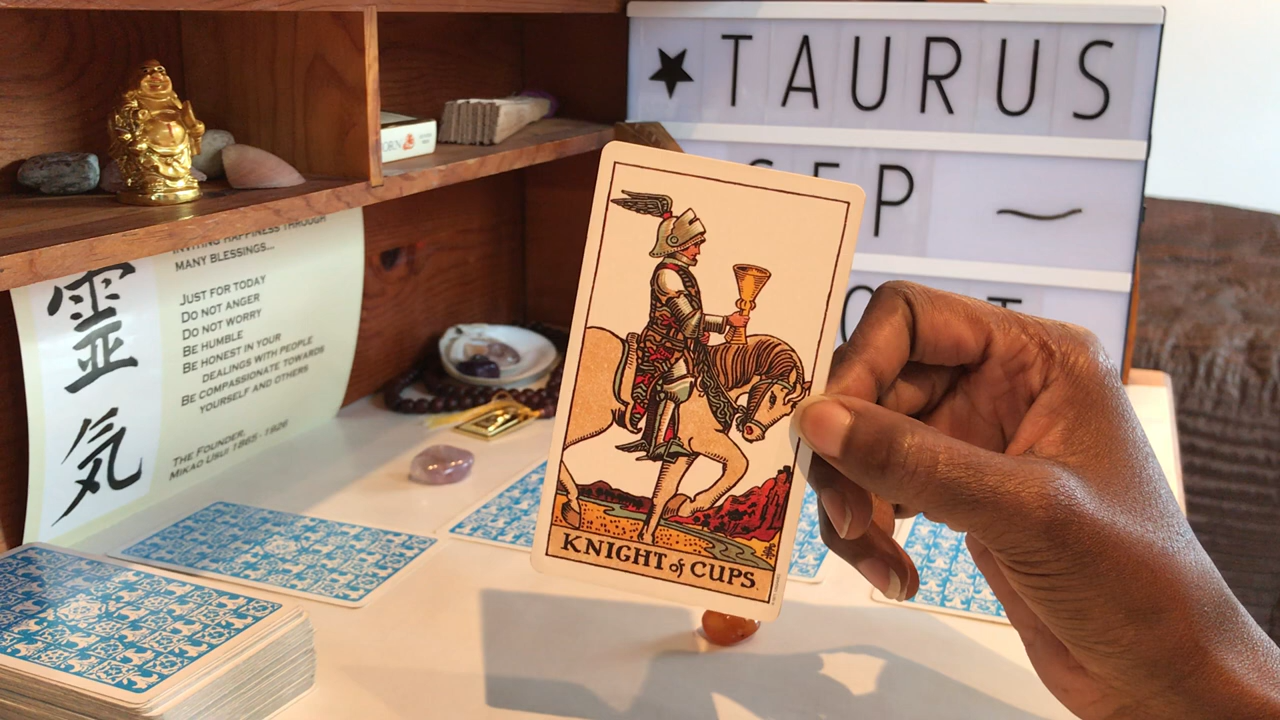 ★ TAURUS
SEP ~
霊
気
INVITING HAPPINESS THROUGH
MANY BLESSINGS...
JUST FOR TODAY
DO NOT ANGER
DO NOT WORRY
BE HUMBLE
BE HONEST IN YOUR
DEALINGS WITH PEOPLE
BE COMPASSIONATE TOWARDS
YOURSELF AND OTHERS
THE FOUNDER,
MIKAO USUI 1865 - 1926
KNIGHT of CUPS.